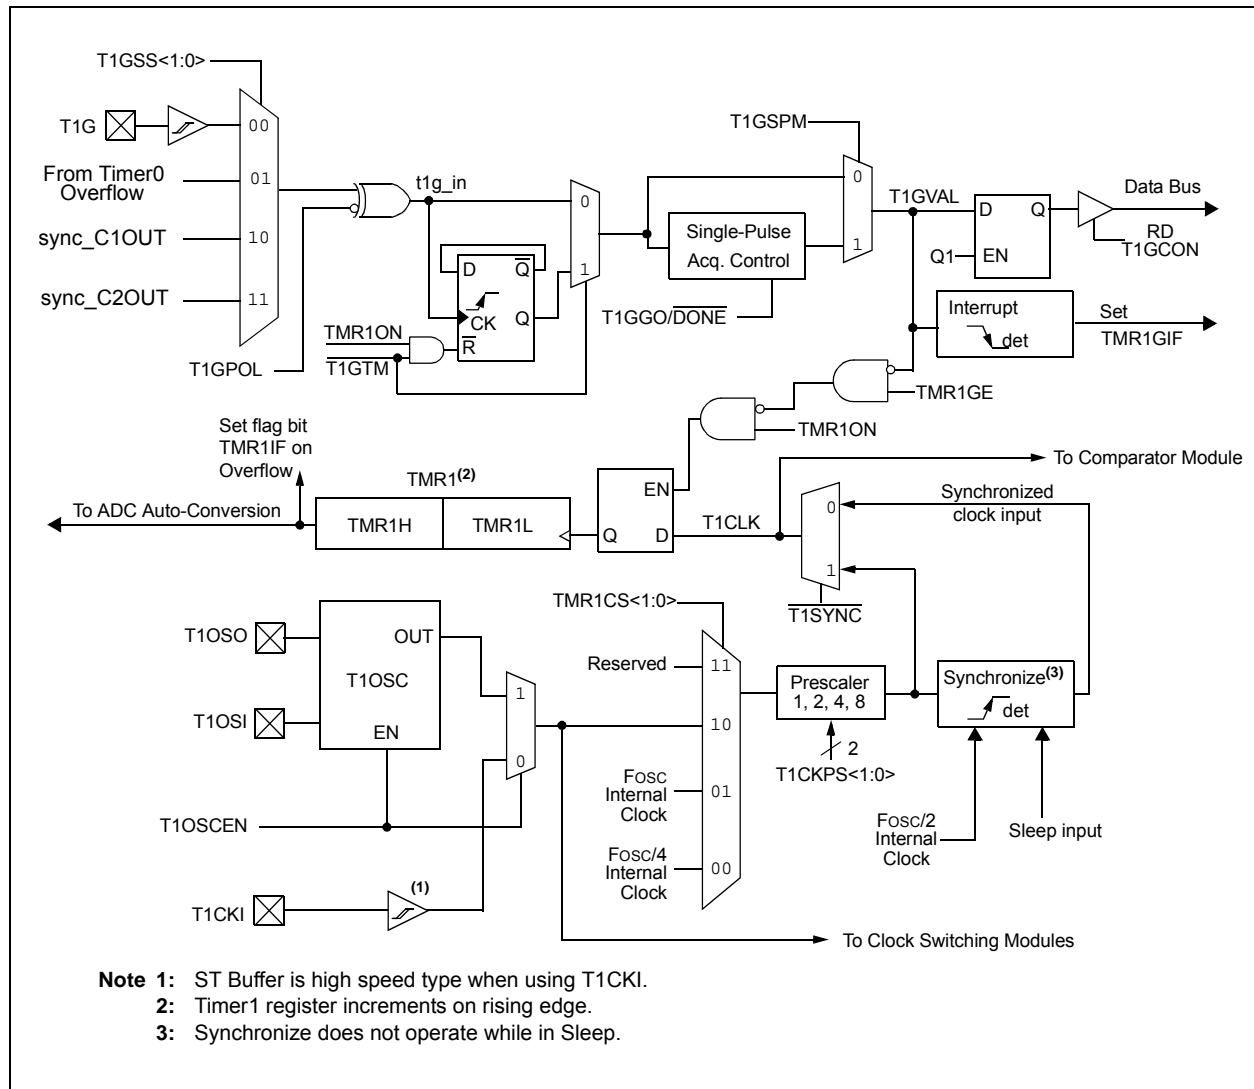 T1GSS<1:0>
T1G
00
From Timer0
Overflow
01
sync_C1OUT
10
sync_C2OUT
11
T1GPOL
t1g_in
0
1
D
Q
CK
Q
R
TMR1ON
T1GTM
T1GSPM
0
1
Single-Pulse
Acq. Control
T1GGO/DONE
T1GVAL
D
Q
Q1
EN
Data Bus
RD
T1GCON
Interrupt
det
Set
TMR1GIF
TMR1GE
TMR1ON
Set flag bit
TMR1IF on
Overflow
To ADC Auto-Conversion
TMR1(2)
TMR1H
TMR1L
EN
Q
D
T1CLK
To Comparator Module
0
1
Synchronized
clock input
T1SYNC
T1OSO
T1OSI
OUT
T1OSC
EN
1
0
T1OSCEN
T1CKI
(1)
TMR1CS<1:0>
Reserved
11
10
FOSC
Internal
Clock
01
FOSC/4
Internal
Clock
00
Prescaler
1, 2, 4, 8
2
T1CKPS<1:0>
Synchronize(3)
det
FOSC/2
Internal
Clock
Sleep input
To Clock Switching Modules
Note 1: ST Buffer is high speed type when using T1CKI.
2: Timer1 register increments on rising edge.
3: Synchronize does not operate while in Sleep.